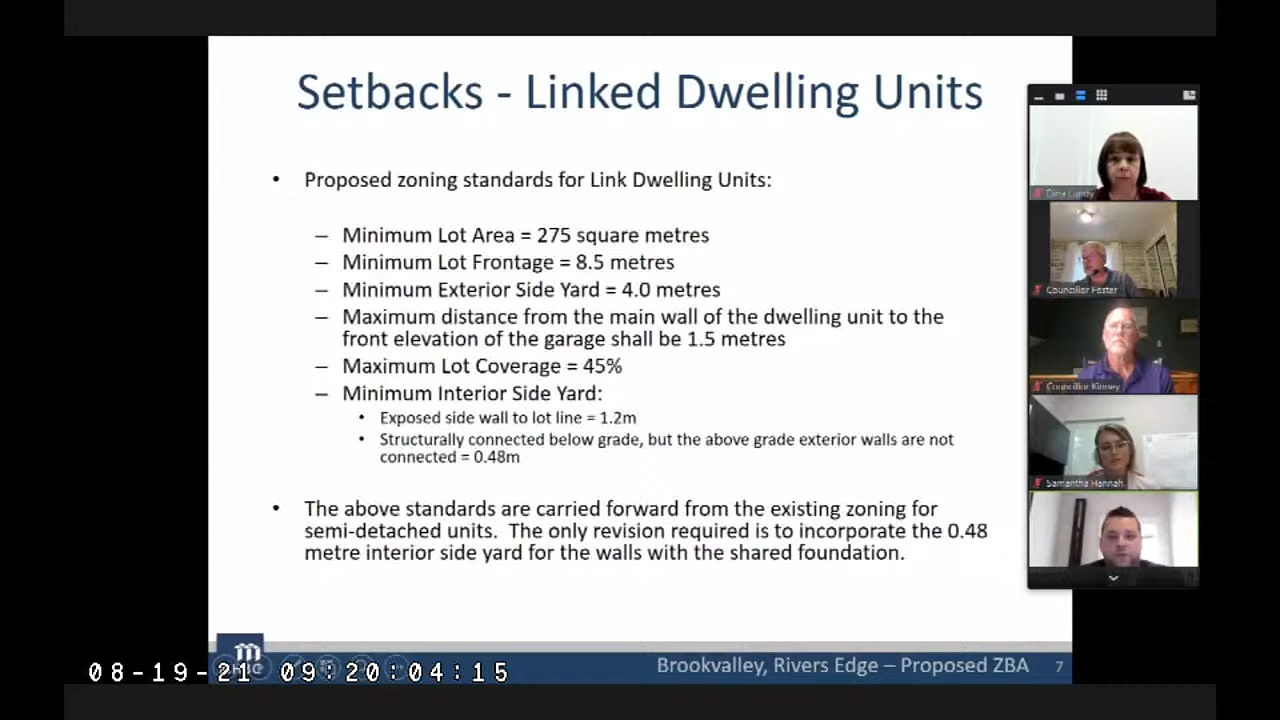 Setbacks - Linked Dwelling Units
• Proposed zoning standards for Link Dwelling Units:
– Minimum Lot Area = 275 square metres
– Minimum Lot Frontage = 8.5 metres
– Minimum Exterior Side Yard = 4.0 metres
– Maximum distance from the main wall of the dwelling unit to the
front elevation of the garage shall be 1.5 metres
– Maximum Lot Coverage = 45%
– Minimum Interior Side Yard:
• Exposed side wall to lot line = 1.2m
• Structurally connected below grade, but the above grade exterior walls are not
connected = 0.48m
• The above standards are carried forward from the existing zoning for
semi-detached units. The only revision required is to incorporate the 0.48
metre interior side yard for the walls with the shared foundation.
Councillor Foster
Councillor Kinney
Samantha Hannah
Brookvalley, Rivers Edge – Proposed ZBA 7
08-19-21 09:20:04:15